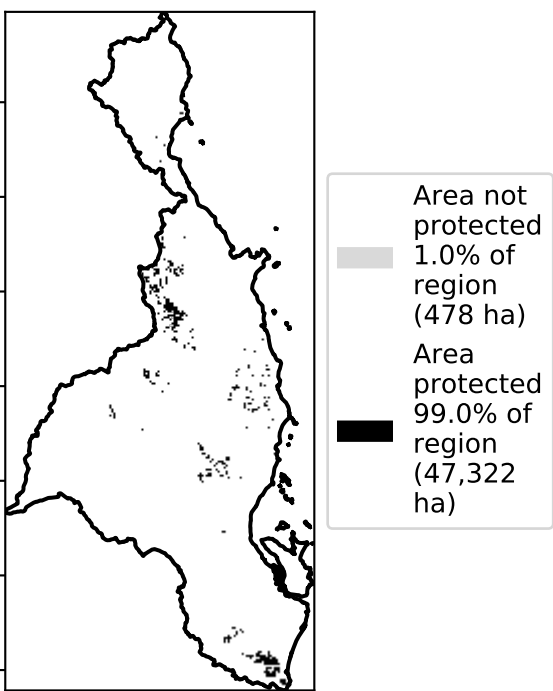 Area not
protected
1.0% of
region
(478 ha)
Area
protected
99.0% of
region
(47,322
ha)